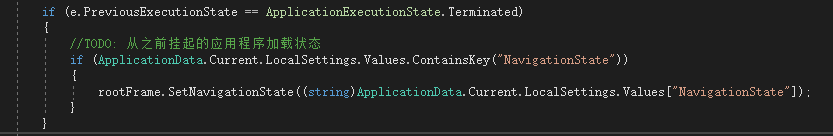 if (e.PreviousExecutionState == ApplicationExecutionState.Terminated)
{
//TODO: 从之前挂起的应用程序加载状态
if (ApplicationData.Current.LocalSettings.Values.ContainsKey("NavigationState"))
{
rootFrame.SetNavigationState((string)ApplicationData.Current.LocalSettings.Values["NavigationState"]);
}
}